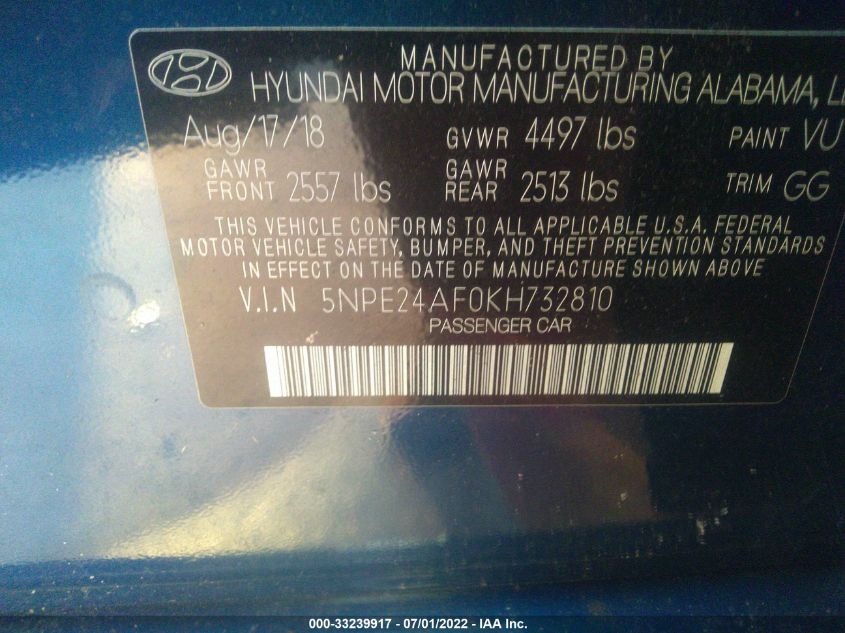 MANUFACTURED BY
HYUNDAI MOTOR MANUFACTURING ALABAMA,
Aug/17/18 GVWR 4497 lbs PAINT VU
GAWR FRONT 2557 lbs GAWR REAR 2513 lbs TRIM GG
THIS VEHICLE CONFORMS TO ALL APPLICABLE U.S.A. FEDERAL
MOTOR VEHICLE SAFETY, BUMPER, AND THEFT PREVENTION STANDARDS
IN EFFECT ON THE DATE OF MANUFACTURE SHOWN ABOVE
V.I.N 5NPE24AF0KH732810
PASSENGER CAR
000-33239917 - 07/01/2022 - IAA Inc.